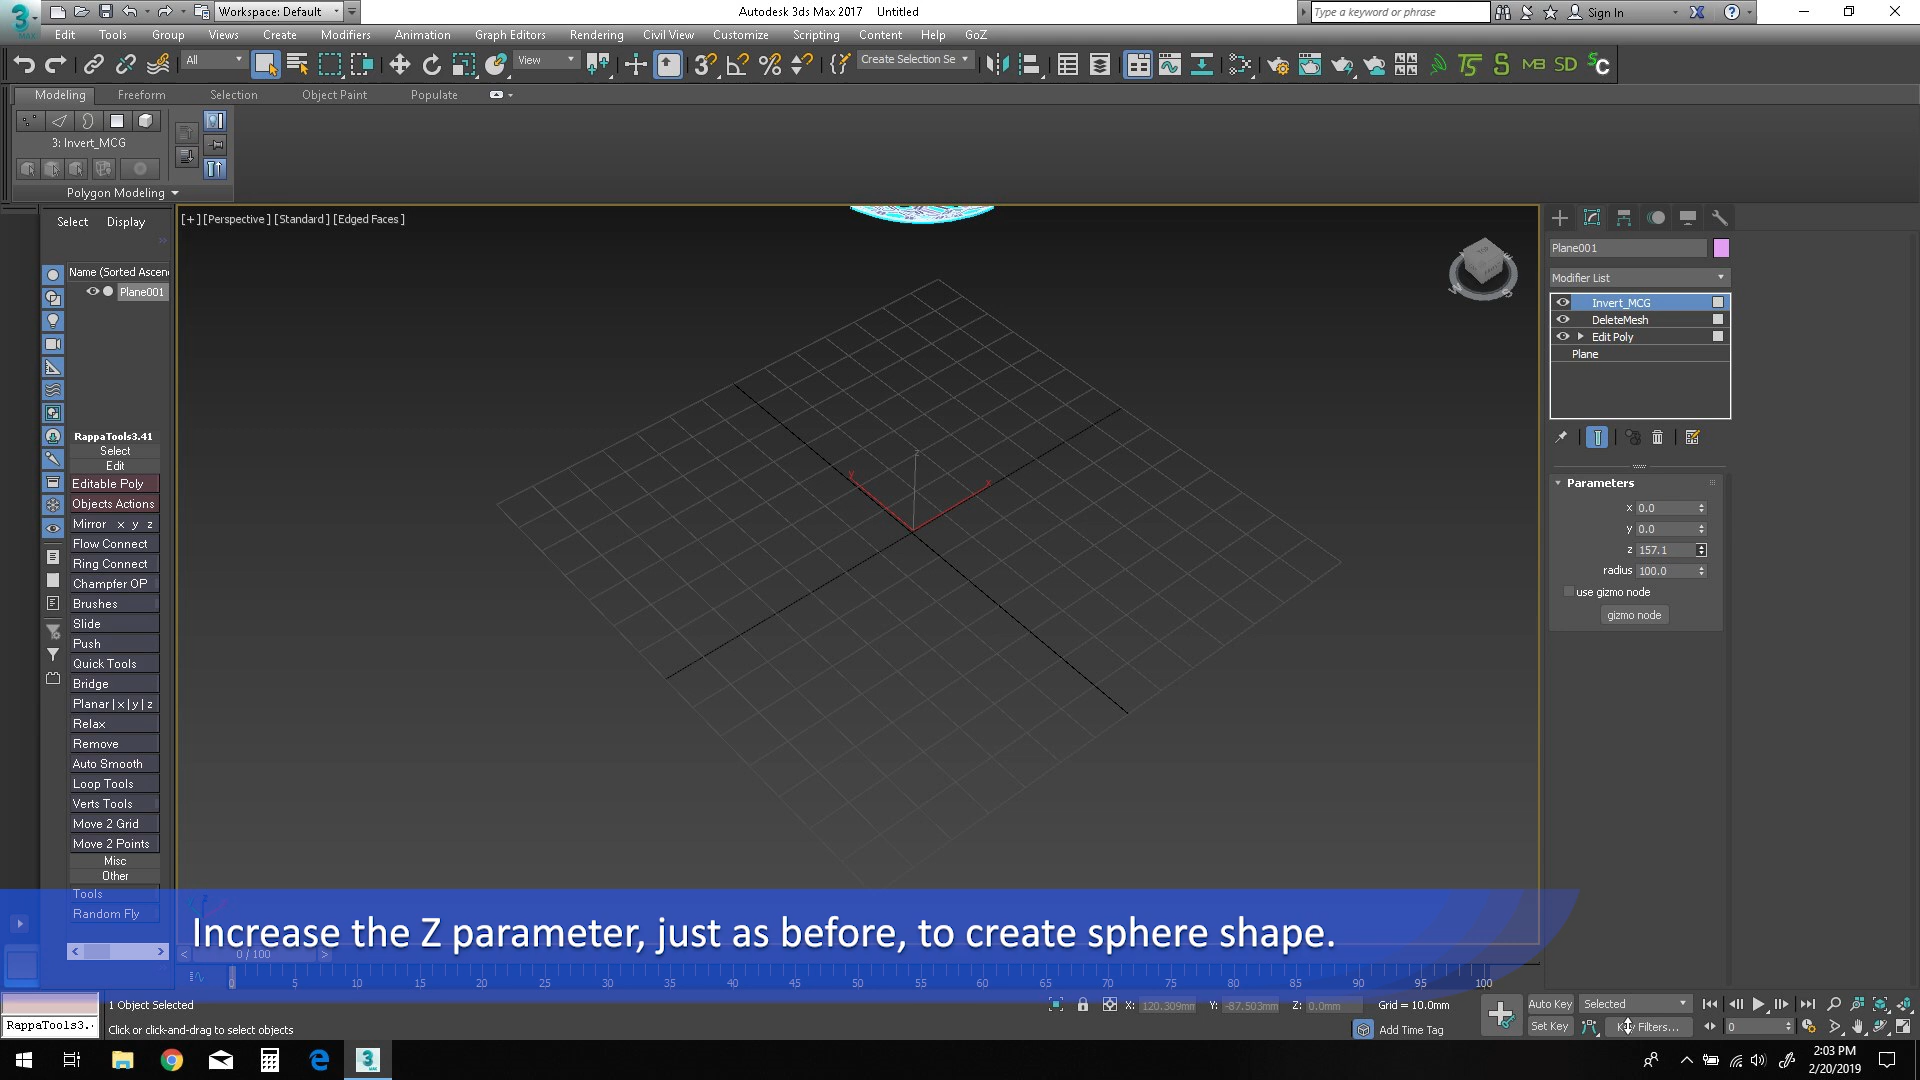 Workspace: Default
Autodesk 3ds Max 2017 Untitled
Type a keyword or phrase
Sign In
Edit Tools Group Views Create Modifiers Animation Graph Editors Rendering Civil View Customize Scripting Content Help GoZ
All
View
Create Selection Se
Modeling Freeform Selection Object Paint Populate
3: Invert_MCG
Polygon Modeling
Select Display
[+][Perspective][Standard][Edged Faces]
Name (Sorted Ascen
Plane001
RappaTools3.41
Select
Edit
Editable Poly
Objects Actions
Mirror x y z
Flow Connect
Ring Connect
Champfer OP
Brushes
Slide
Push
Quick Tools
Bridge
Planar|x|y|z
Relax
Remove
Auto Smooth
Loop Tools
Verts Tools
Move 2 Grid
Move 2 Points
Misc
Other
Tools
Random Fly
Plane001
Modifier List
Invert_MCG
DeleteMesh
Edit Poly
Plane
Parameters
x 0.0
y 0.0
z 157.1
radius 100.0
use gizmo node
gizmo node
Increase the Z parameter, just as before, to create sphere shape.
0 / 100
0 5 10 15 20 25 30 35 40 45 50 55 60 65 70 75 80 85 90 95 100
1 Object Selected
X: 120.309mm Y: -87.503mm Z: 0.0mm Grid = 10.0mm
Auto Key Selected
RappaTools3.
Click or click-and-drag to select objects
Add Time Tag
Set Key
Filters...
0
2:03 PM
2/20/2019